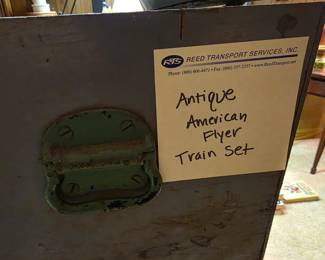 RTS REED TRANSPORT SERVICES, INC.
Antique
American
Flyer
Train Set